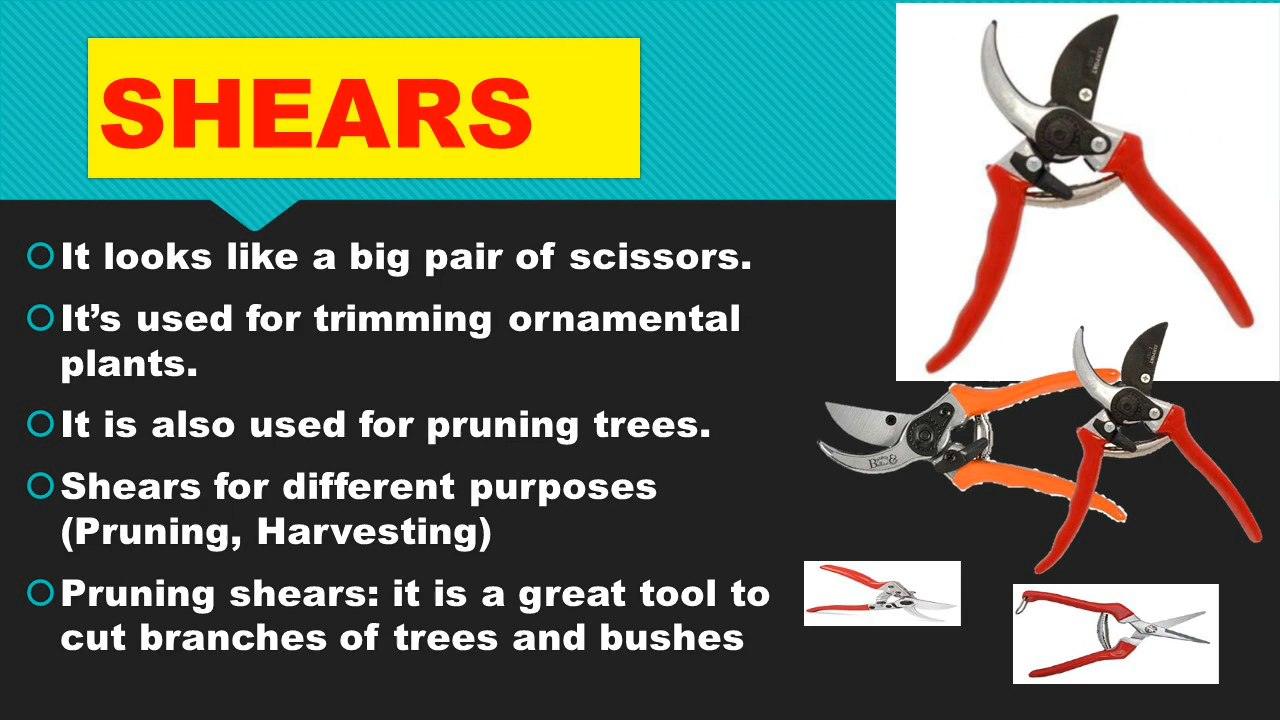 SHEARS
It looks like a big pair of scissors.
It’s used for trimming ornamental
plants.
It is also used for pruning trees.
Shears for different purposes
(Pruning, Harvesting)
Pruning shears: it is a great tool to
cut branches of trees and bushes